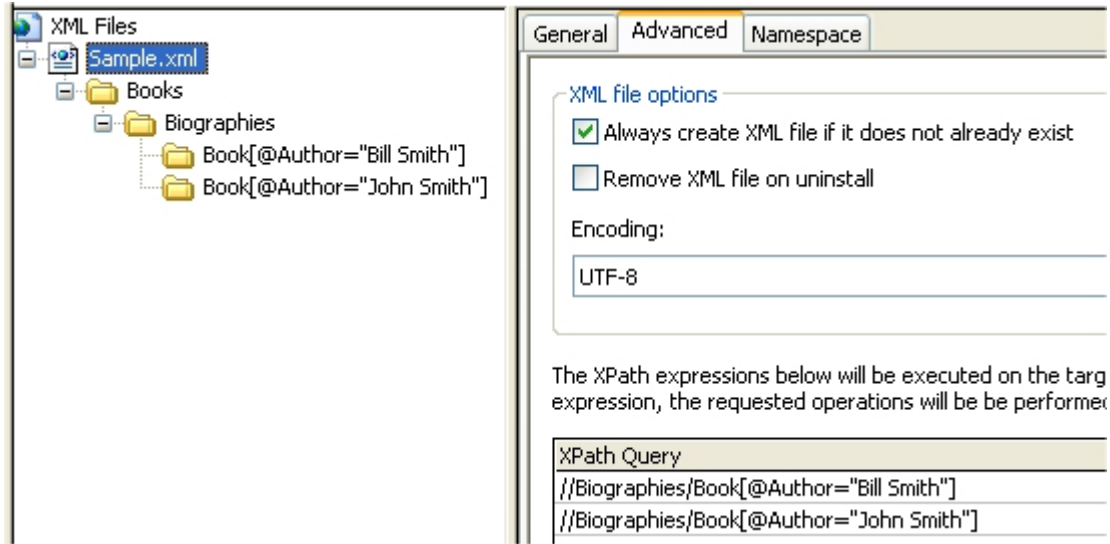 XML Files
Sample.xml
Books
Biographies
Book[@Author="Bill Smith"]
Book[@Author="John Smith"]
General Advanced Namespace
XML file options
Always create XML file if it does not already exist
Remove XML file on uninstall
Encoding:
UTF-8
The XPath expressions below will be executed on the targ
expression, the requested operations will be be performed
XPath Query
//Biographies/Book[@Author="Bill Smith"]
//Biographies/Book[@Author="John Smith"]